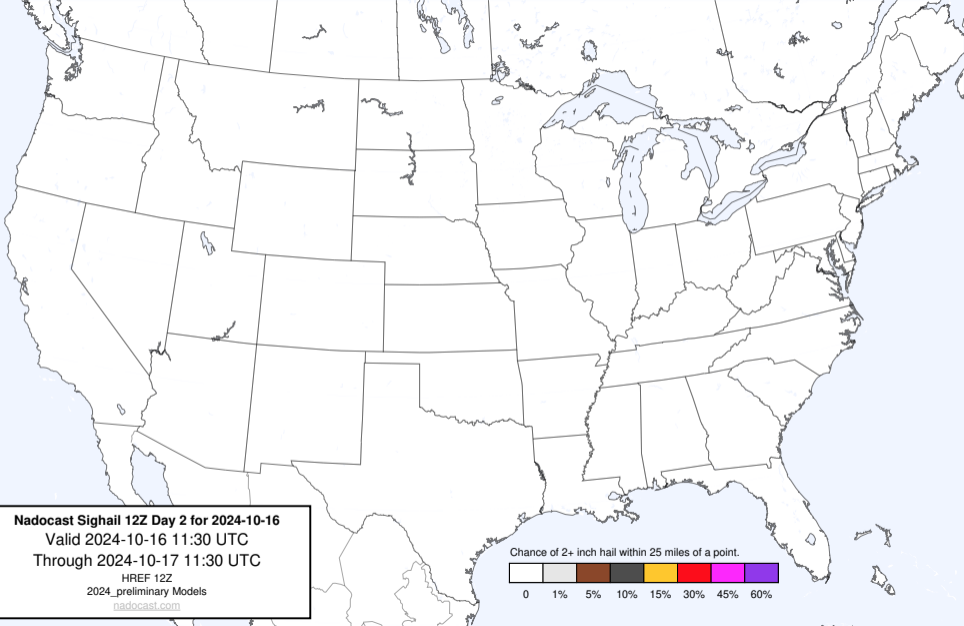 Nadocast Sighail 12Z Day 2 for 2024-10-16
Valid 2024-10-16 11:30 UTC
Through 2024-10-17 11:30 UTC
HREF 12Z
2024_preliminary Models
nadocast.com
Chance of 2+ inch hail within 25 miles of a point.
0 1% 5% 10% 15% 30% 45% 60%